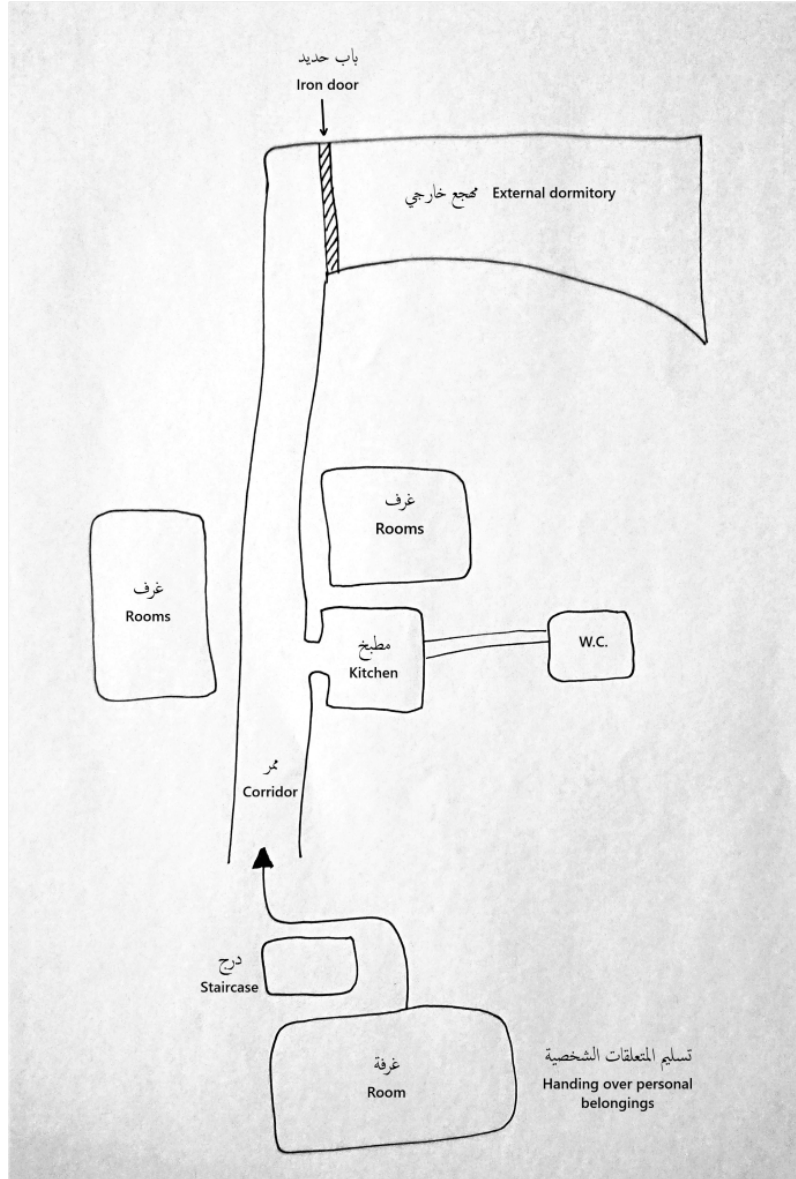 باب حديد
Iron door
مهجع خارجي External dormitory
غرف
Rooms
غرف
Rooms
مطبخ
Kitchen
W.C.
ممر
Corridor
درج
Staircase
غرفة
Room
تسليم المتعلقات الشخصية
Handing over personal
belongings